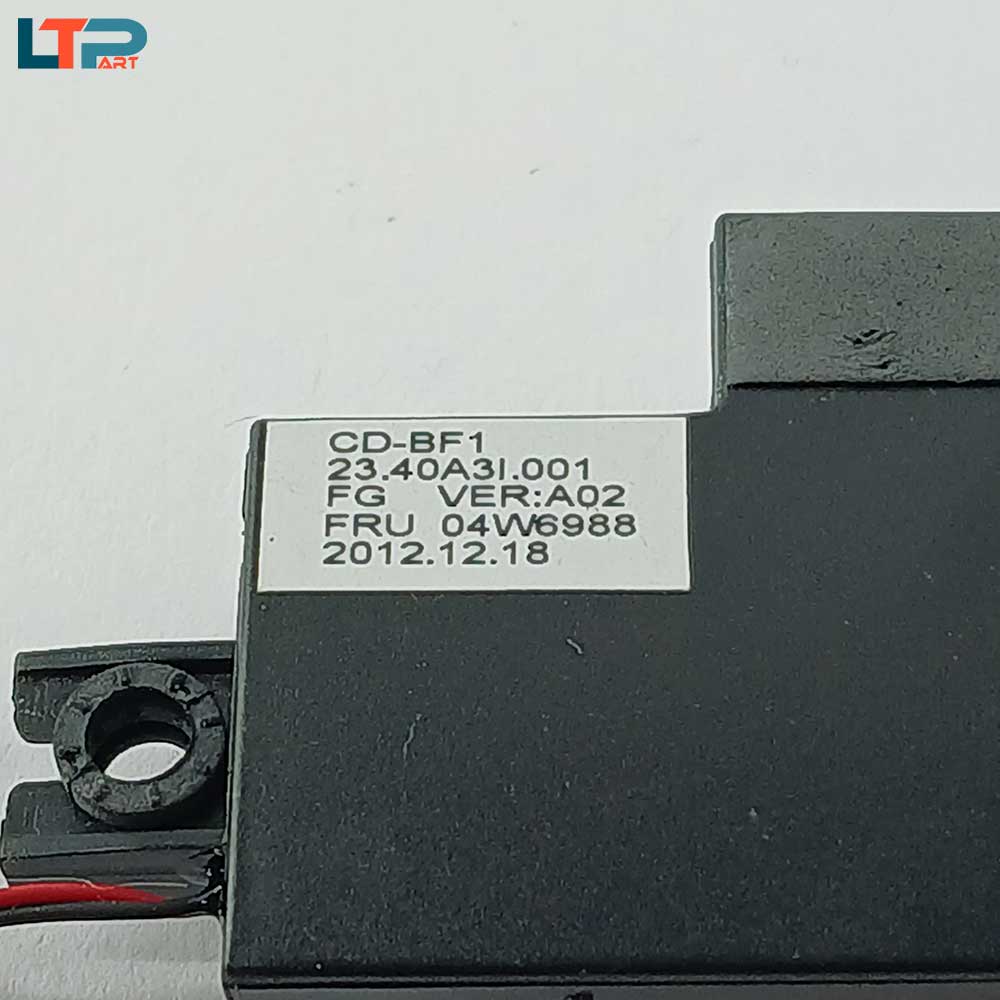 LTPART
CD-BF1
23.40A3I.001
FG VER:A02
FRU 04W6988
2012.12.18